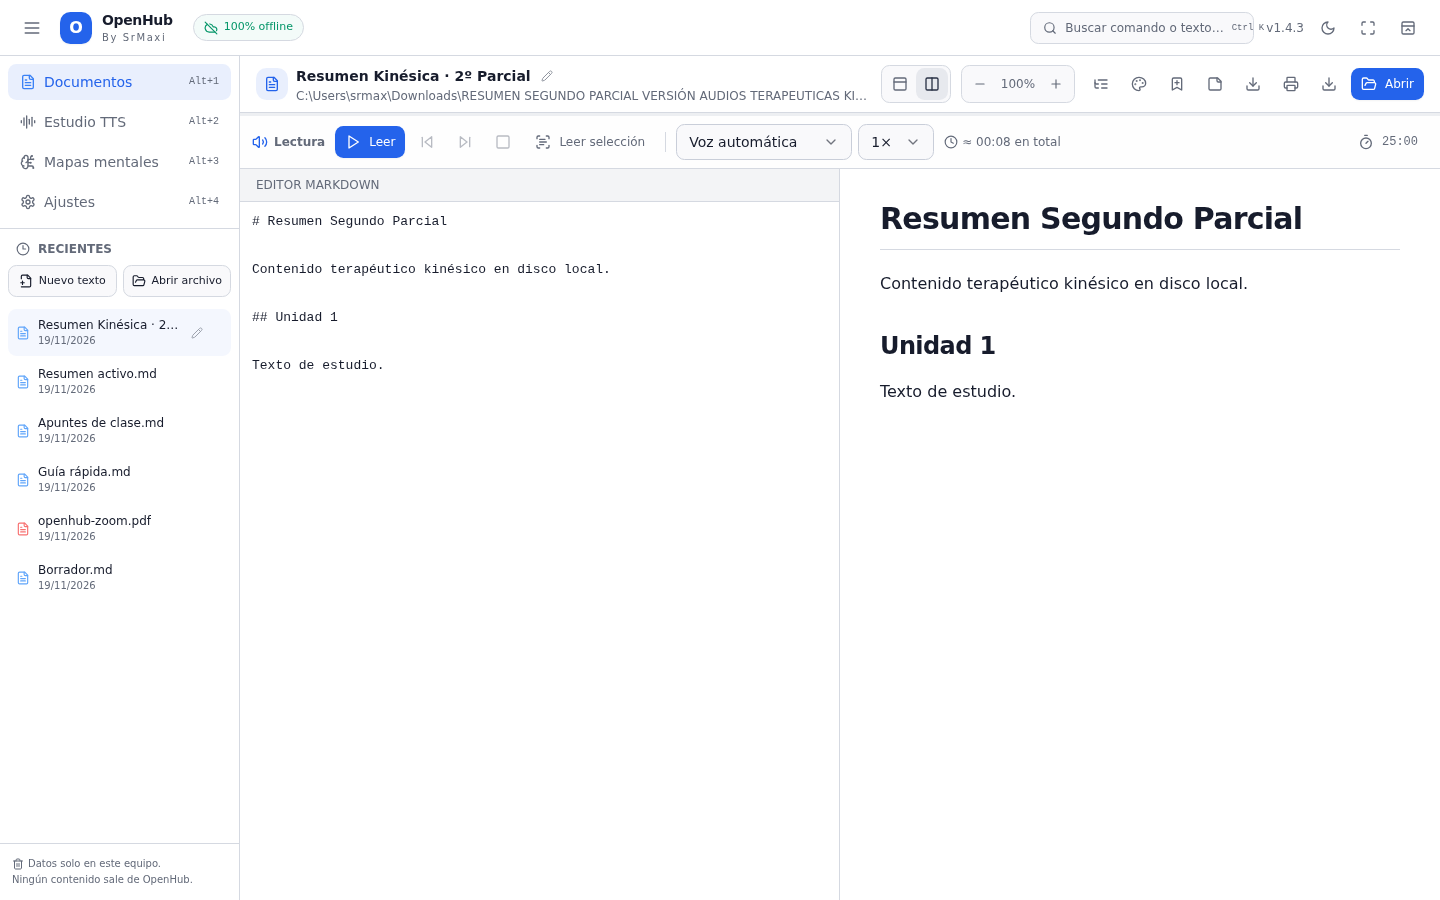 O
OpenHub
By SrMaxi
100% offline
Buscar comando o texto...
Ctrl K
v1.4.3
Documentos Alt+1
Estudio TTS Alt+2
Mapas mentales Alt+3
Ajustes Alt+4
RECIENTES
Nuevo texto
Abrir archivo
Resumen Kinésica · 2...
19/11/2026
Resumen activo.md
19/11/2026
Apuntes de clase.md
19/11/2026
Guía rápida.md
19/11/2026
openhub-zoom.pdf
19/11/2026
Borrador.md
19/11/2026
Datos solo en este equipo.
Ningún contenido sale de OpenHub.
Resumen Kinésica · 2º Parcial
C:\Users\srmax\Downloads\RESUMEN SEGUNDO PARCIAL VERSIÓN AUDIOS TERAPEUTICAS KI...
100%
Abrir
Lectura
Leer
Leer selección
Voz automática
1×
≈ 00:08 en total
25:00
EDITOR MARKDOWN
# Resumen Segundo Parcial
Contenido terapéutico kinésico en disco local.
## Unidad 1
Texto de estudio.
Resumen Segundo Parcial
Contenido terapéutico kinésico en disco local.
Unidad 1
Texto de estudio.